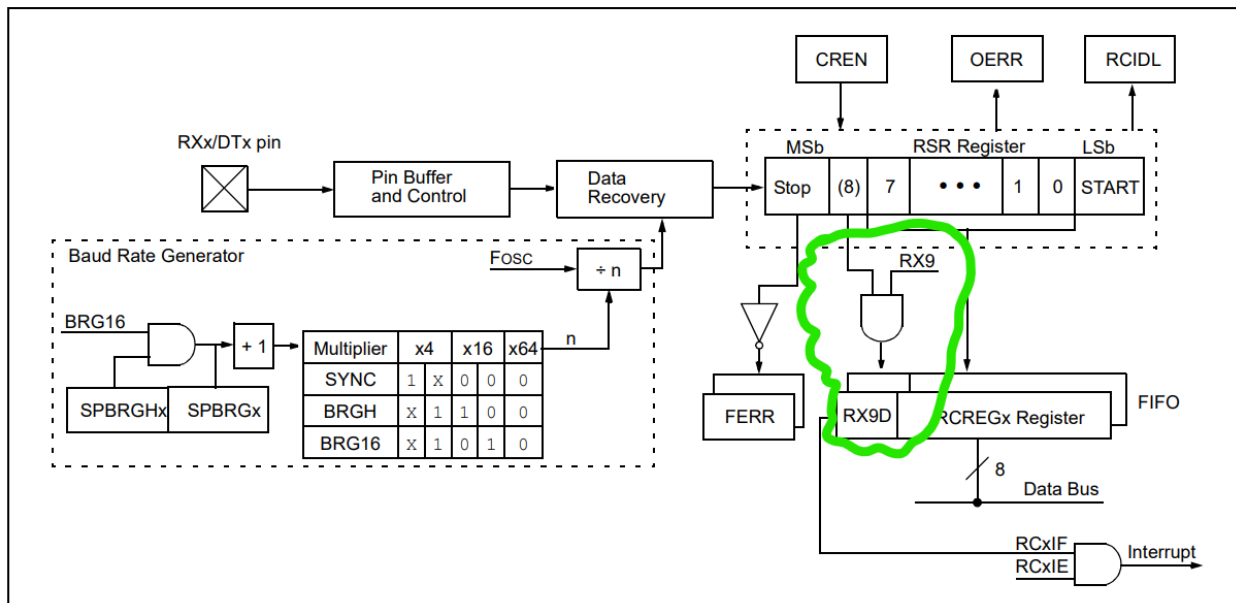 CREN OERR RCIDL
RXx/DTx pin
MSb RSR Register LSb
Pin Buffer
and Control
Data
Recovery
Stop (8) 7 • • • 1 0 START
Baud Rate Generator
FOSC
÷ n
RX9
BRG16
+ 1
n
Multiplier x4 x16 x64
SYNC 1 X 0 0 0
BRGH X 1 1 0 0
BRG16 X 1 0 1 0
SPBRGHx SPBRGx
FERR
RX9D RCREGx Register
FIFO
8
Data Bus
RCxIF
RCxIE
Interrupt